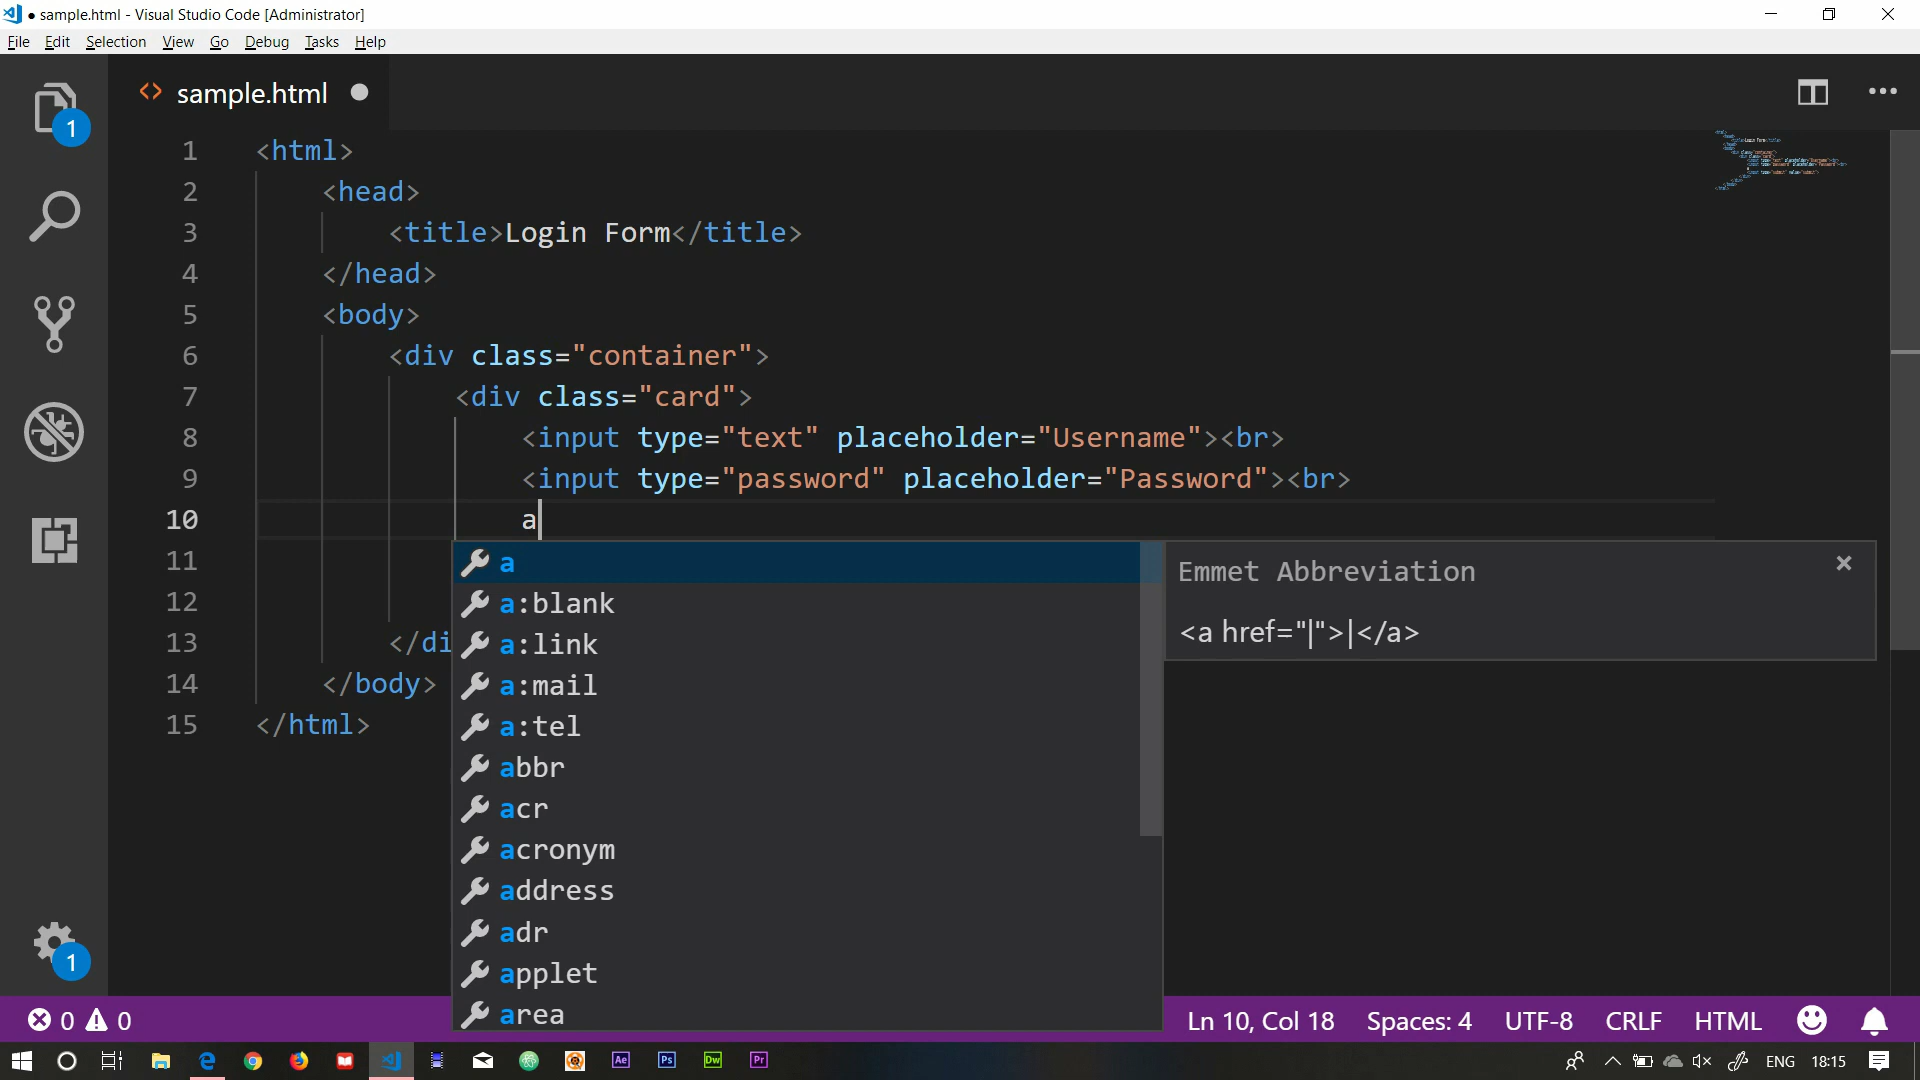 sample.html - Visual Studio Code [Administrator]
File Edit Selection View Go Debug Tasks Help
<> sample.html
1
1 <html>
2 <head>
3 <title>Login Form</title>
4 </head>
5 <body>
6 <div class="container">
7 <div class="card">
8 <input type="text" placeholder="Username"><br>
9 <input type="password" placeholder="Password"><br>
10 a
11
12
13 </di
14 </body>
15 </html>
a
a:blank
a:link
a:mail
a:tel
abbr
acr
acronym
address
adr
applet
area
Emmet Abbreviation
<a href="|">|</a>
1
0 0
Ln 10, Col 18 Spaces: 4 UTF-8 CRLF HTML
Ae Ps Dw Pr
ENG 18:15